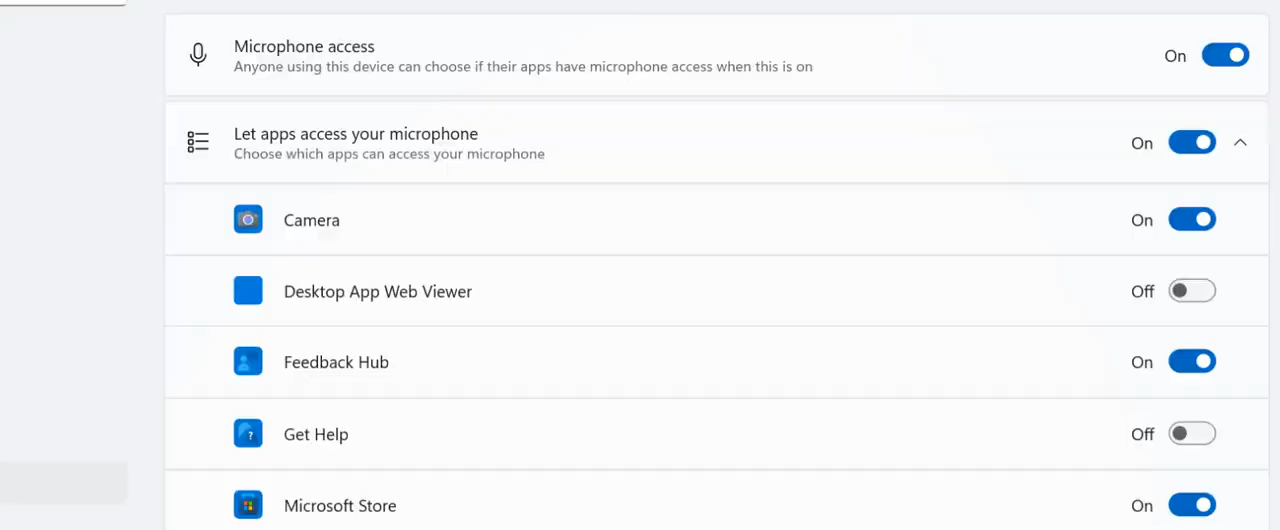 Microphone access
Anyone using this device can choose if their apps have microphone access when this is on
On
Let apps access your microphone
Choose which apps can access your microphone
On
Camera
On
Desktop App Web Viewer
Off
Feedback Hub
On
Get Help
Off
Microsoft Store
On